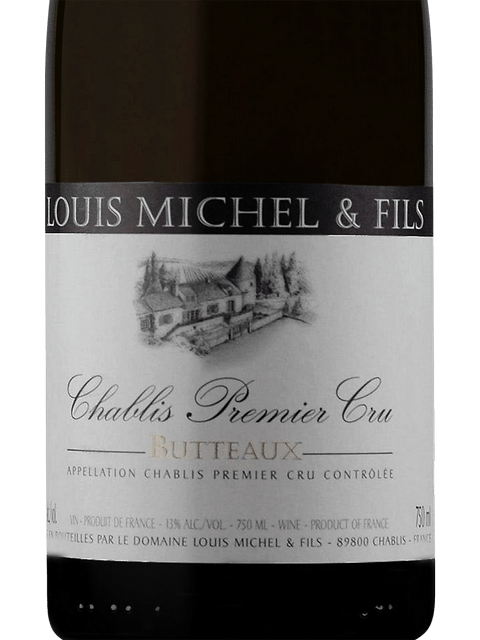 LOUIS MICHEL & FILS
Chablis Premier Cru
BUTTEAUX
APPELLATION CHABLIS PREMIER CRU CONTRÔLÉE
VIN - PRODUIT DE FRANCE - 13% ALC./VOL. - 750 ML - WINE - PRODUCT OF FRANCE 750 ml
EN BOUTEILLES PAR LE DOMAINE LOUIS MICHEL & FILS - 89800 CHABLIS - FRANCE